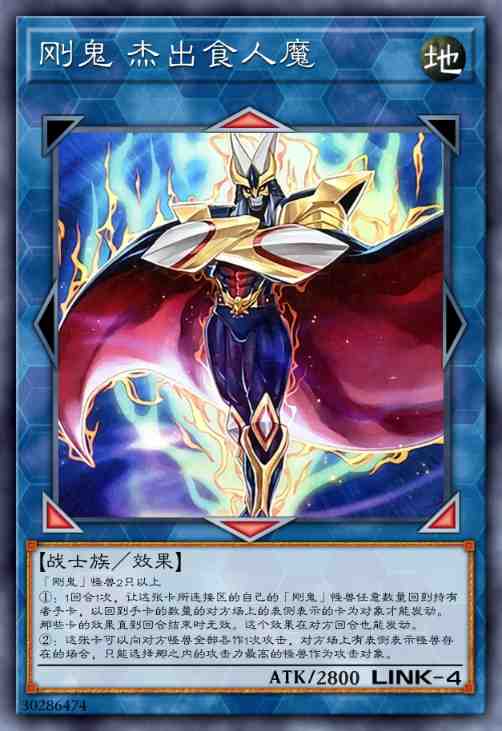 刚鬼 杰出食人魔
地
【战士族／效果】
「刚鬼」怪兽2只以上
①：1回合1次，让这张卡所连接区的自己的「刚鬼」怪兽任意数量回到持有
者手卡，以回到手卡的数量的对方场上的表侧表示的卡为对象才能发动。
那些卡的效果直到回合结束时无效。这个效果在对方回合也能发动。
②：这张卡可以向对方怪兽全部各作1次攻击，对方场上有表侧表示怪兽存
在的场合，只能选择那之内的攻击力最高的怪兽作为攻击对象。
ATK/2800 LINK-4
30286474